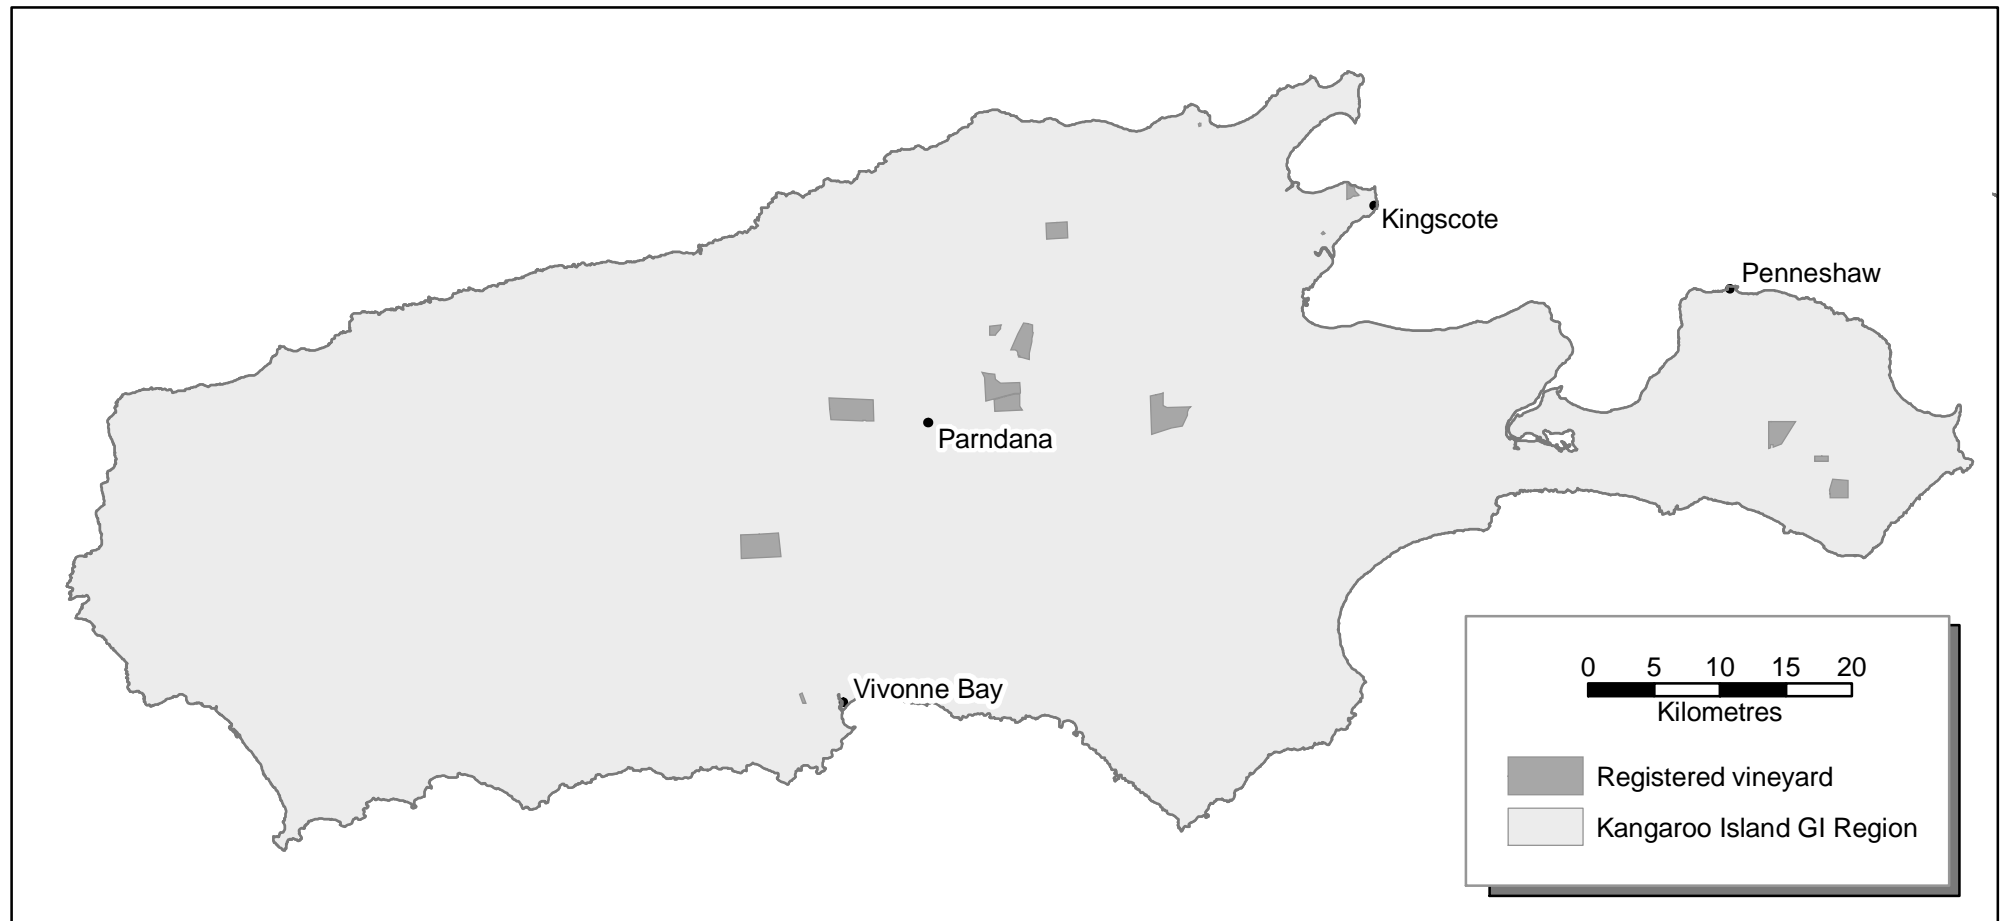 Kingscote
Penneshaw
Parndana
Vivonne Bay
0 5 10 15 20
Kilometres
Registered vineyard
Kangaroo Island GI Region